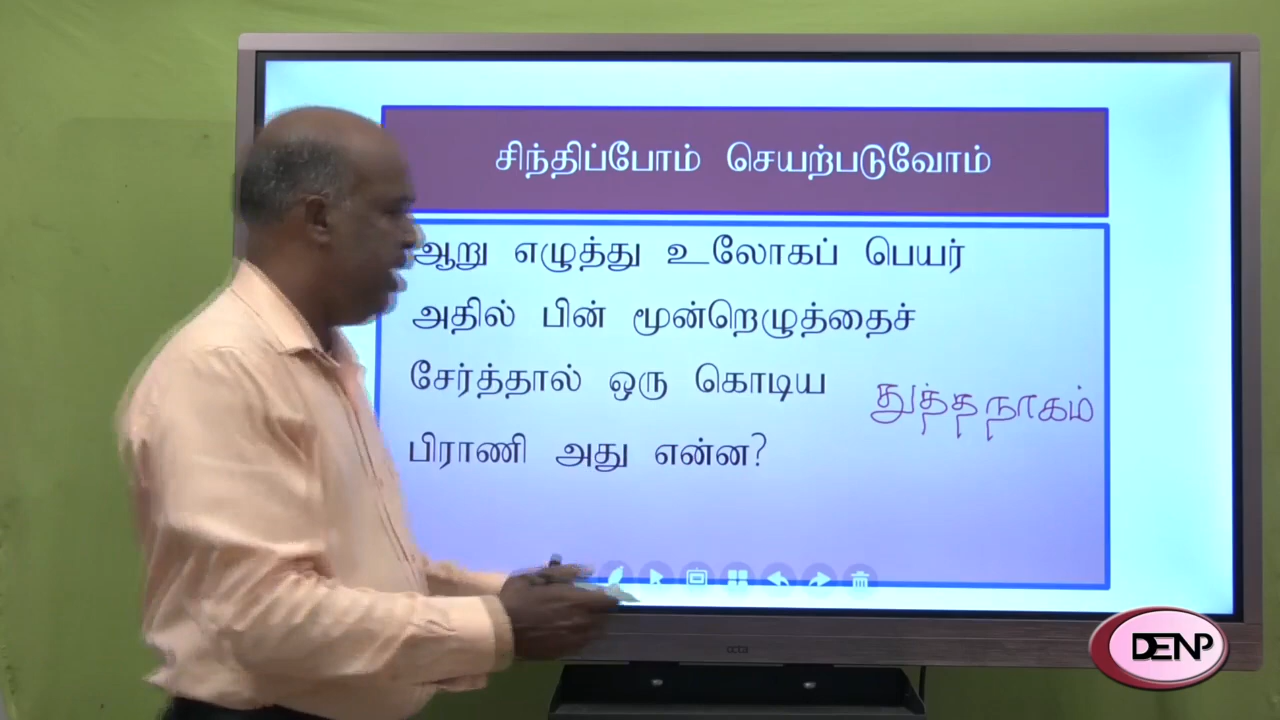 சிந்திப்போம் செயற்படுவோம்
ஆறு எழுத்து உலோகப் பெயர்
அதில் பின் மூன்றெழுத்தைச்
சேர்த்தால் ஒரு கொடிய
துத்தநாகம்
பிராணி அது என்ன?
DENP